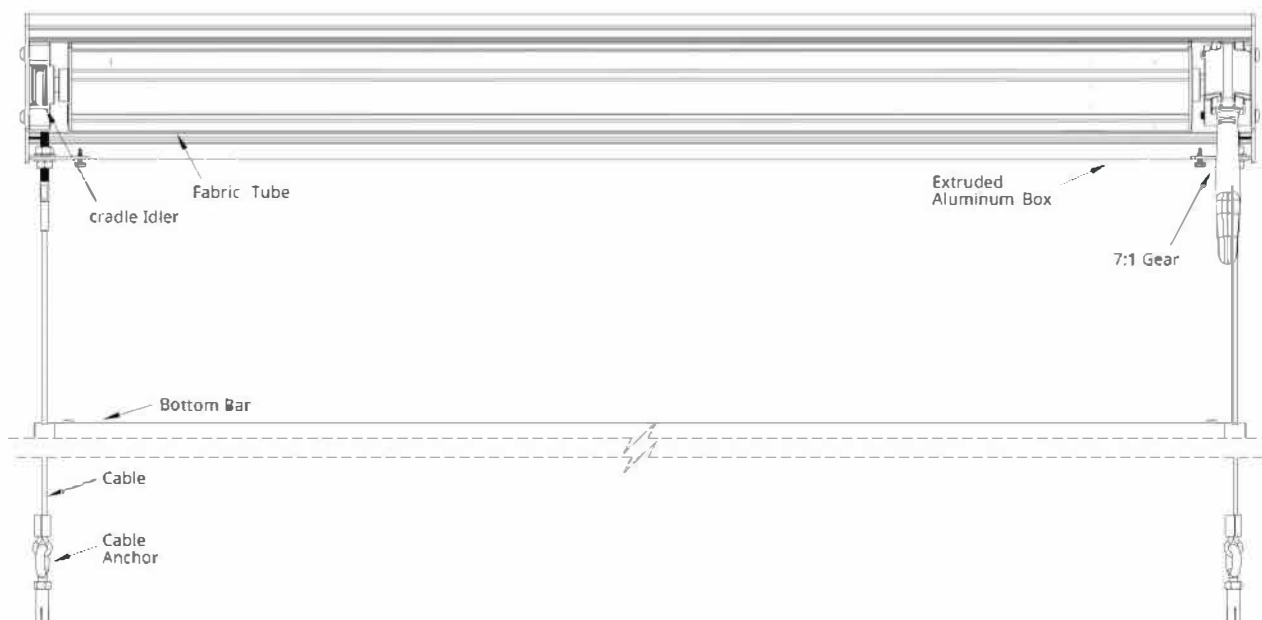 Fabric Tube
cradle Idler
Extruded
Aluminum Box
7:1 Gear
Bottom Bar
Cable
Cable
Anchor